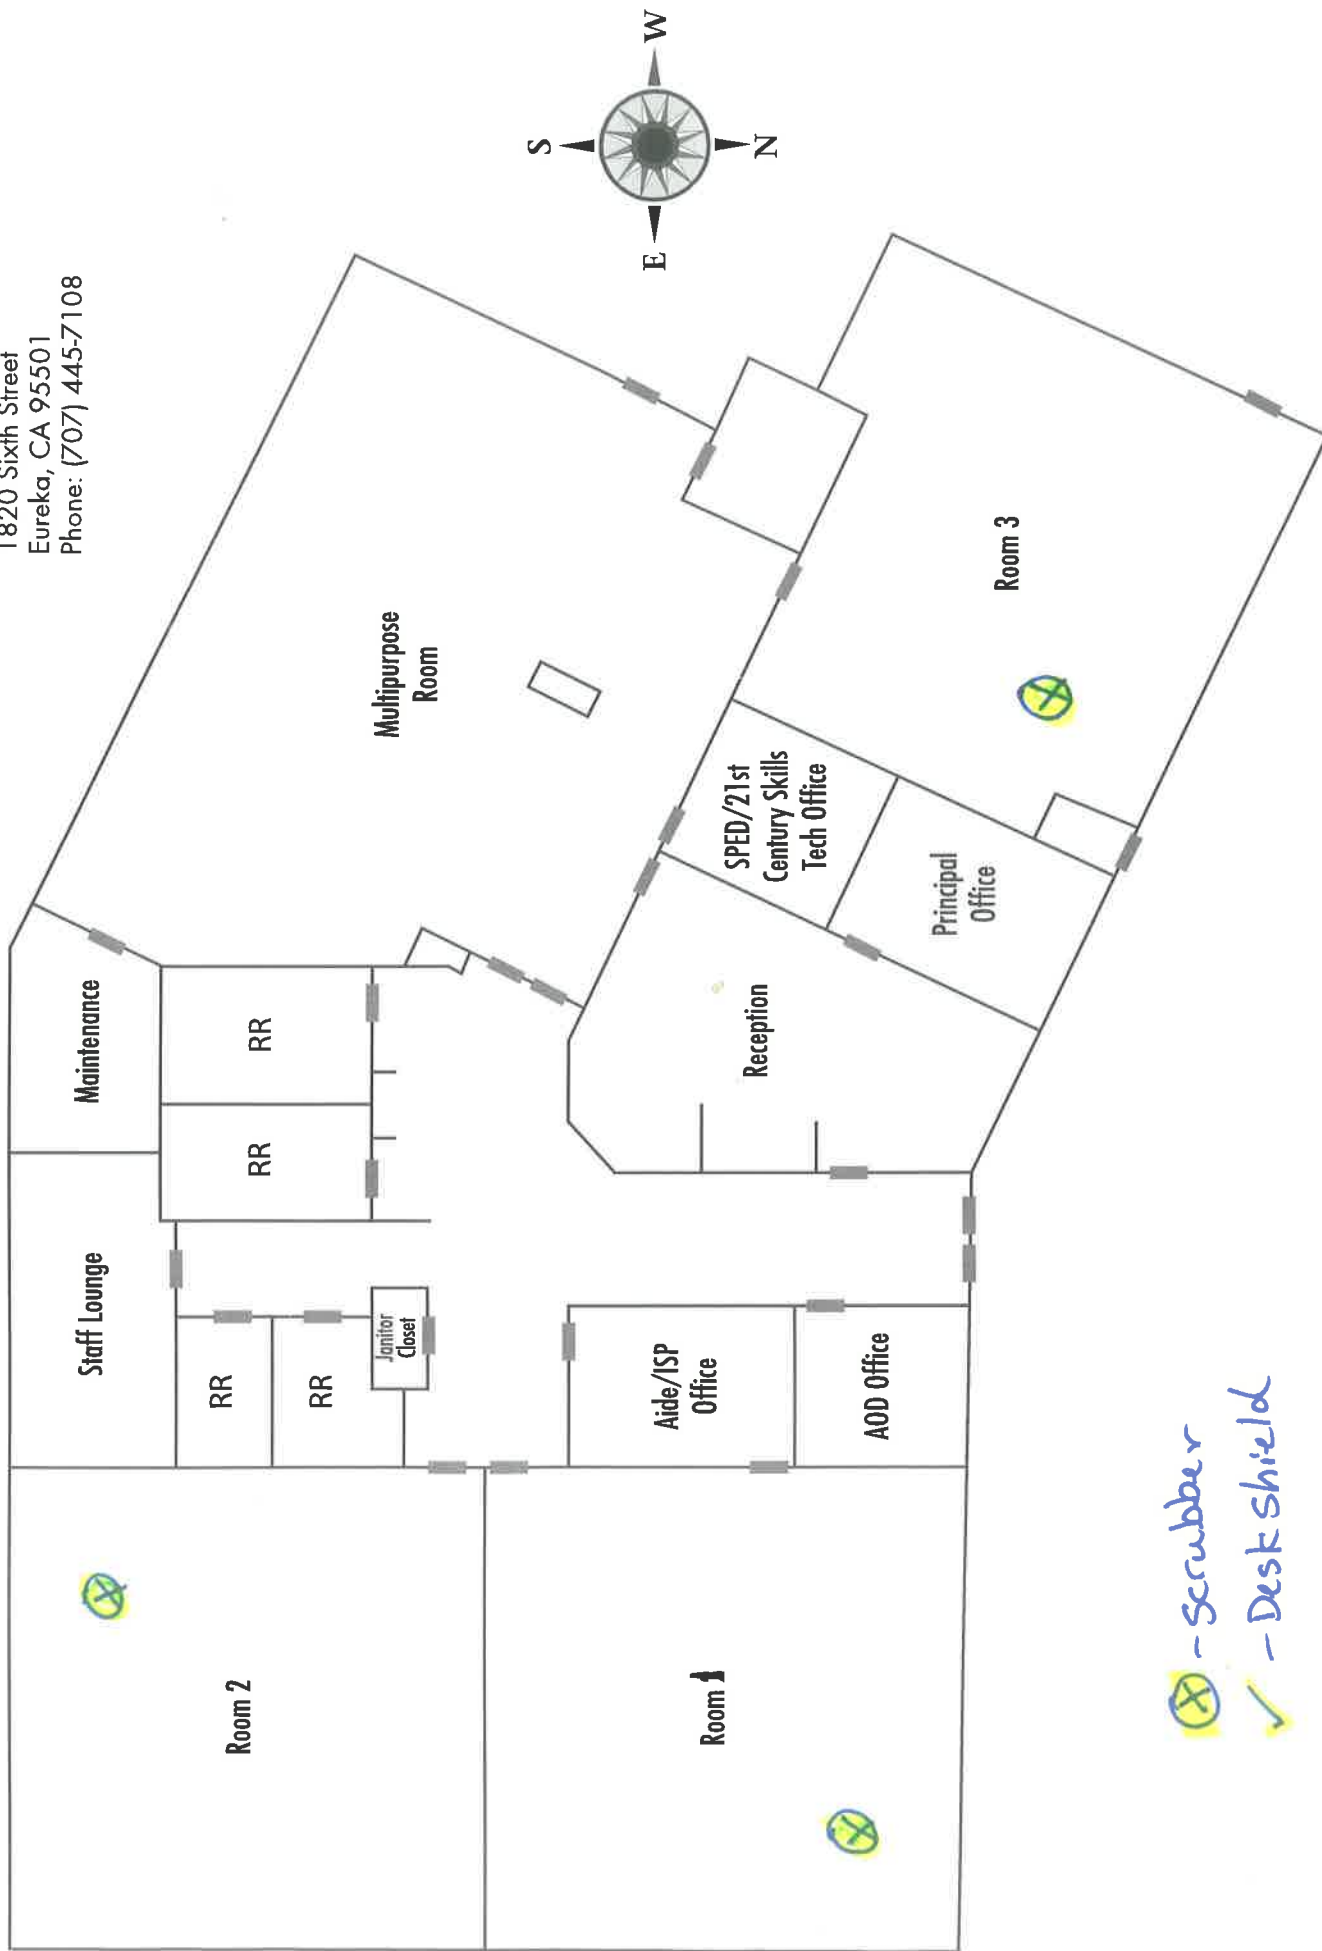 1820 Sixth Street
Eureka, CA 95501
Phone: (707) 445-7108
S
E
W
N
Maintenance
Staff Lounge
RR
RR
RR
RR
Janitor
Closet
Multipurpose
Room
Room 2
Room 1
Aide/ISP
Office
AOD Office
Reception
SPED/21st
Century Skills
Tech Office
Principal
Office
Room 3
- Scrubber
✓ - Desk shield